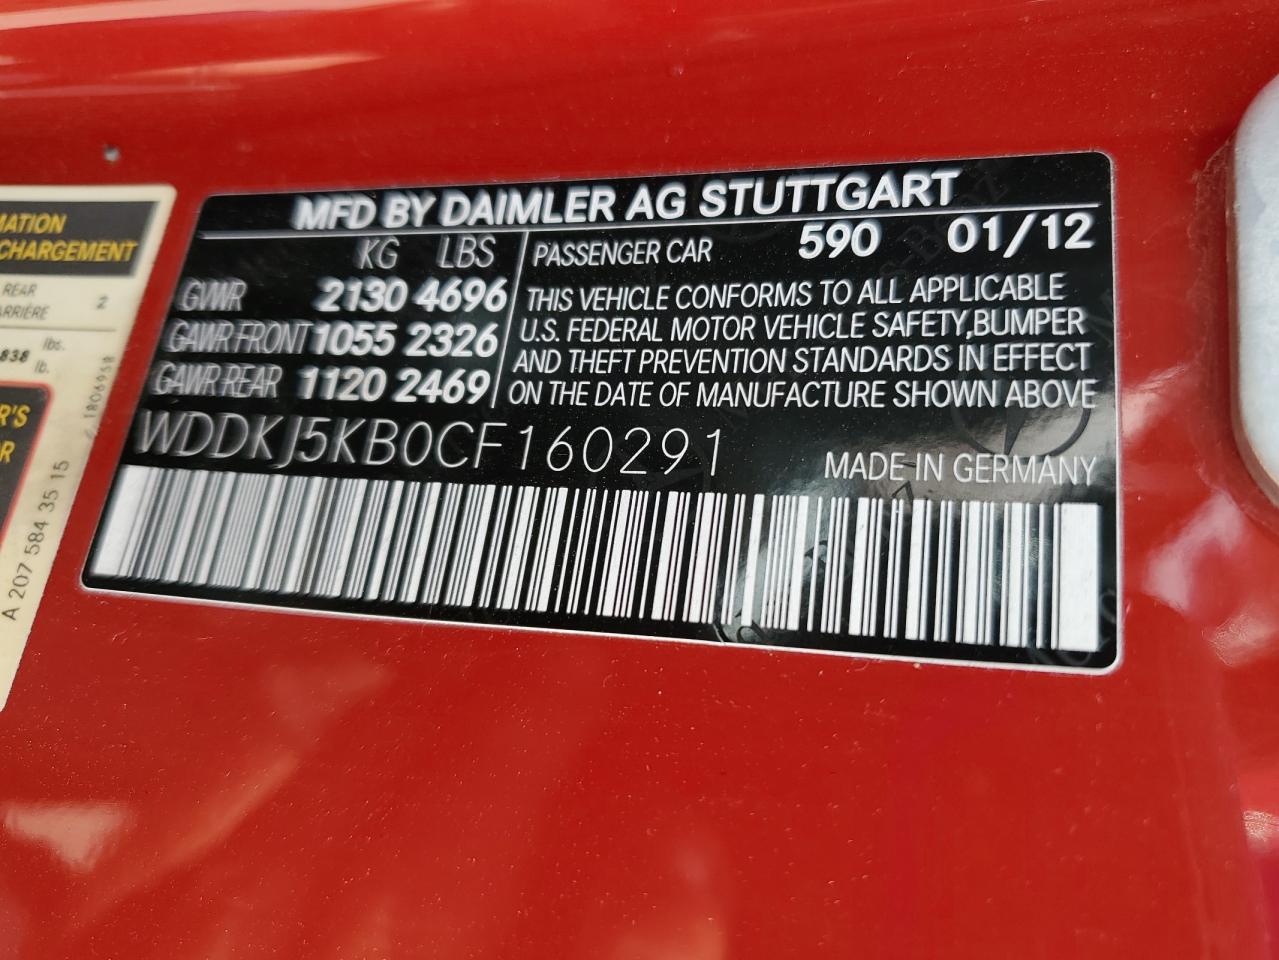 MFD BY DAIMLER AG STUTTGART
KG LBS
GVWR 2130 4696
GAWR FRONT 1055 2326
GAWR REAR 1120 2469
PASSENGER CAR 590 01/12
THIS VEHICLE CONFORMS TO ALL APPLICABLE
U.S. FEDERAL MOTOR VEHICLE SAFETY, BUMPER
AND THEFT PREVENTION STANDARDS IN EFFECT
ON THE DATE OF MANUFACTURE SHOWN ABOVE
WDDKJ5KB0CF160291
MADE IN GERMANY
MATION
CHARGEMENT
REAR 2
ARRIÈRE
838 lbs.
lb.
R'S
R
A 207 584 35 15